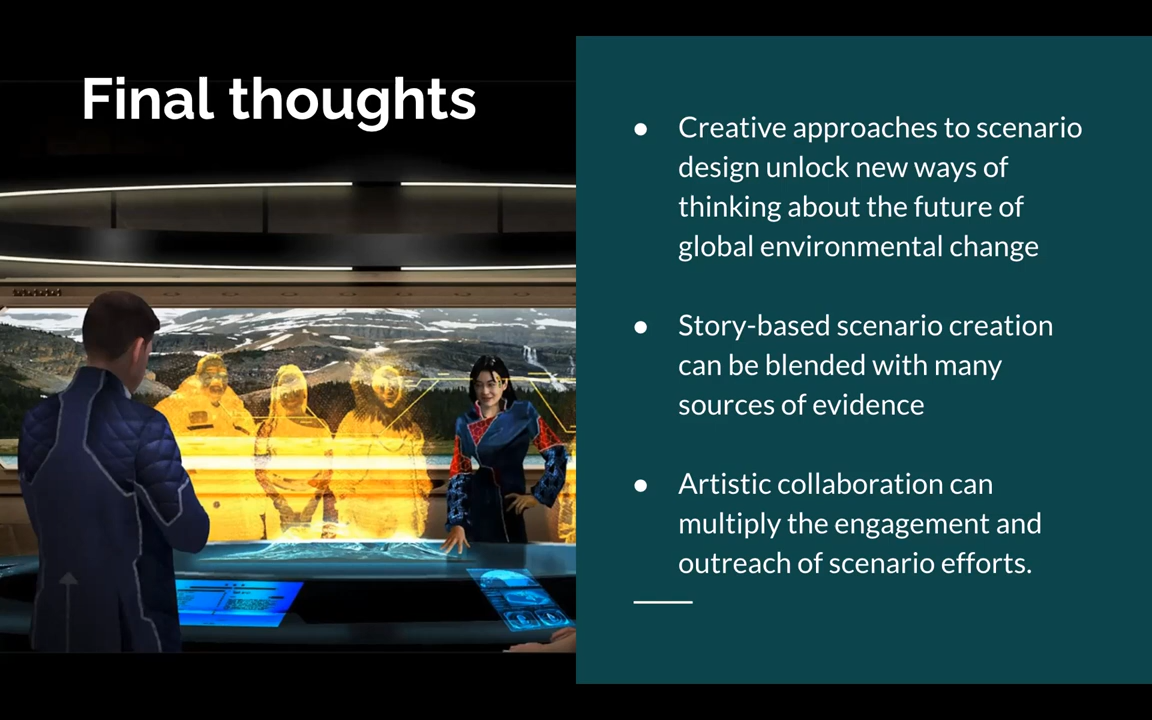 Final thoughts
● Creative approaches to scenario
design unlock new ways of
thinking about the future of
global environmental change
● Story-based scenario creation
can be blended with many
sources of evidence
● Artistic collaboration can
multiply the engagement and
outreach of scenario efforts.